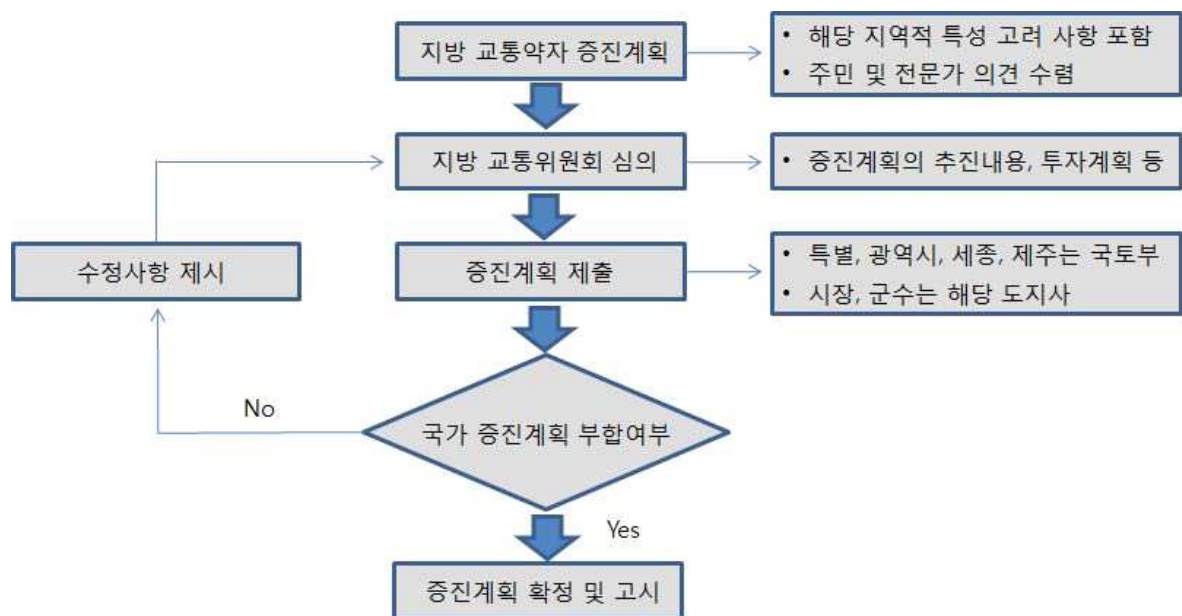 지방 교통약자 증진계획
• 해당 지역적 특성 고려 사항 포함
• 주민 및 전문가 의견 수렴
지방 교통위원회 심의
• 증진계획의 추진내용, 투자계획 등
수정사항 제시
증진계획 제출
• 특별, 광역시, 세종, 제주는 국토부
• 시장, 군수는 해당 도지사
No
국가 증진계획 부합여부
Yes
증진계획 확정 및 고시